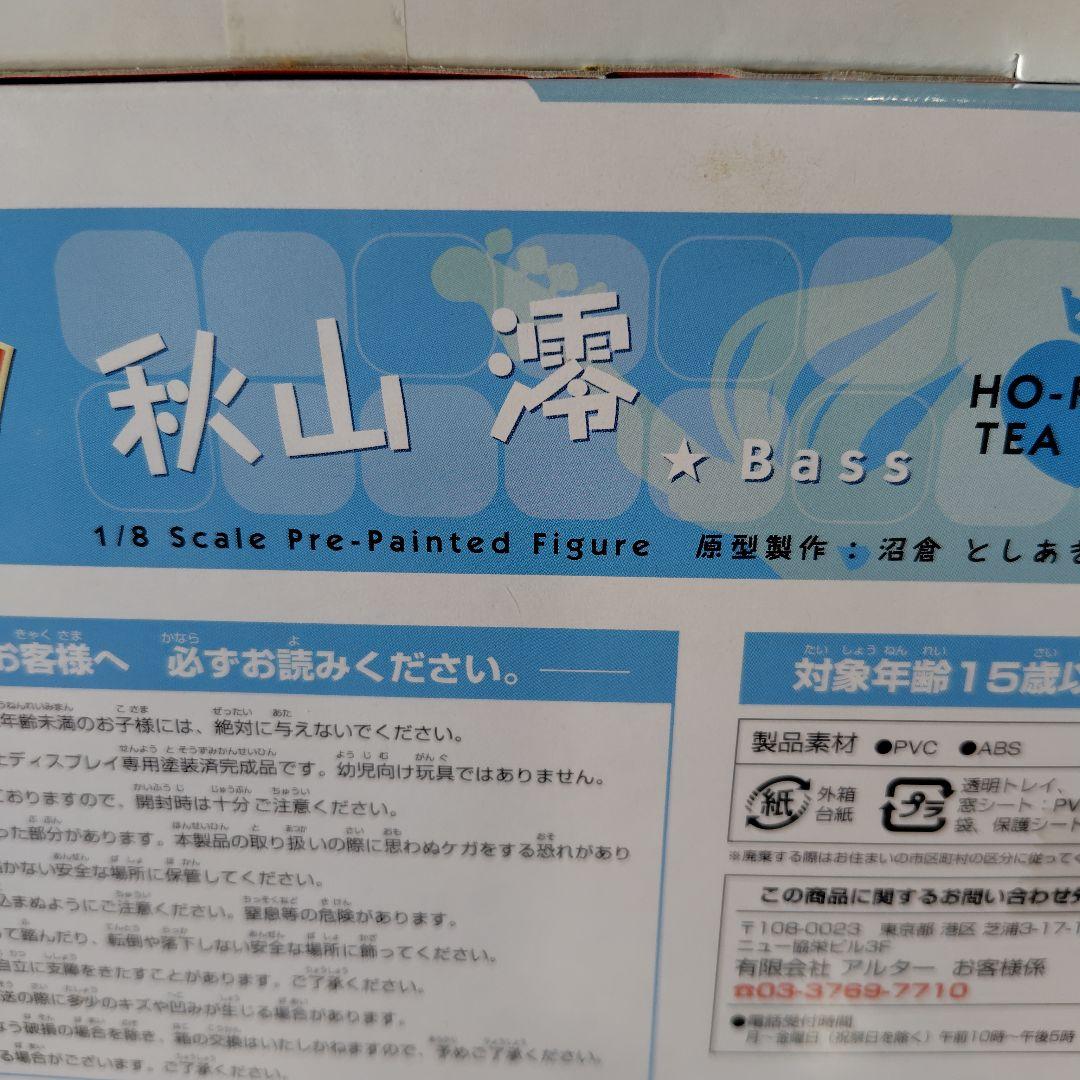 秋山 澪
★ Bass
HO-
TEA
1/8 Scale Pre-Painted Figure 原型製作：沼倉 としあき
お客様へ 必ずお読みください。
年齢未満のお子様には、絶対に与えないでください。
ディスプレイ専用塗装済完成品です。幼児向け玩具ではありません。
ておりますので、開封時は十分ご注意ください。
った部分があります。本製品の取り扱いの際に思わぬケガをする恐れがあり
かない安全な場所に保管してください。
込まぬようにご注意ください。窒息等の危険があります。
って踏んだり、転倒や落下しない安全な場所に飾ってください。
自立に支障をきたすことがあります。ご了承ください。
送の際に多少のキズや凹みが生じる場合があります。
う破損の場合を除き、箱の交換はいたしかねますので、予めご了承ください。
る場合がございます。ご了承ください。
対象年齢15歳以
製品素材 ●PVC ●ABS
紙 外箱
台紙
プラ 透明トレイ、
窓シート：PV
袋、保護シート
※廃棄する際はお住まいの市区町村の区分に従ってく
この商品に関するお問い合わせ先
〒108-0023 東京都 港区 芝浦3-17-1
ニュー協栄ビル3F
有限会社 アルター お客様係
☎03-3769-7710
●電話受付時間
月～金曜日（祝祭日を除く）午前10時～午後5時